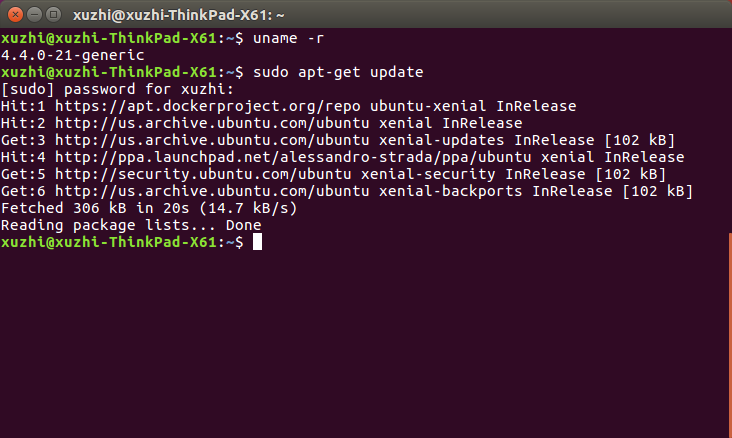 xuzhi@xuzhi-ThinkPad-X61: ~
xuzhi@xuzhi-ThinkPad-X61:~$ uname -r
4.4.0-21-generic
xuzhi@xuzhi-ThinkPad-X61:~$ sudo apt-get update
[sudo] password for xuzhi:
Hit:1 https://apt.dockerproject.org/repo ubuntu-xenial InRelease
Hit:2 http://us.archive.ubuntu.com/ubuntu xenial InRelease
Get:3 http://us.archive.ubuntu.com/ubuntu xenial-updates InRelease [102 kB]
Hit:4 http://ppa.launchpad.net/alessandro-strada/ppa/ubuntu xenial InRelease
Get:5 http://security.ubuntu.com/ubuntu xenial-security InRelease [102 kB]
Get:6 http://us.archive.ubuntu.com/ubuntu xenial-backports InRelease [102 kB]
Fetched 306 kB in 20s (14.7 kB/s)
Reading package lists... Done
xuzhi@xuzhi-ThinkPad-X61:~$